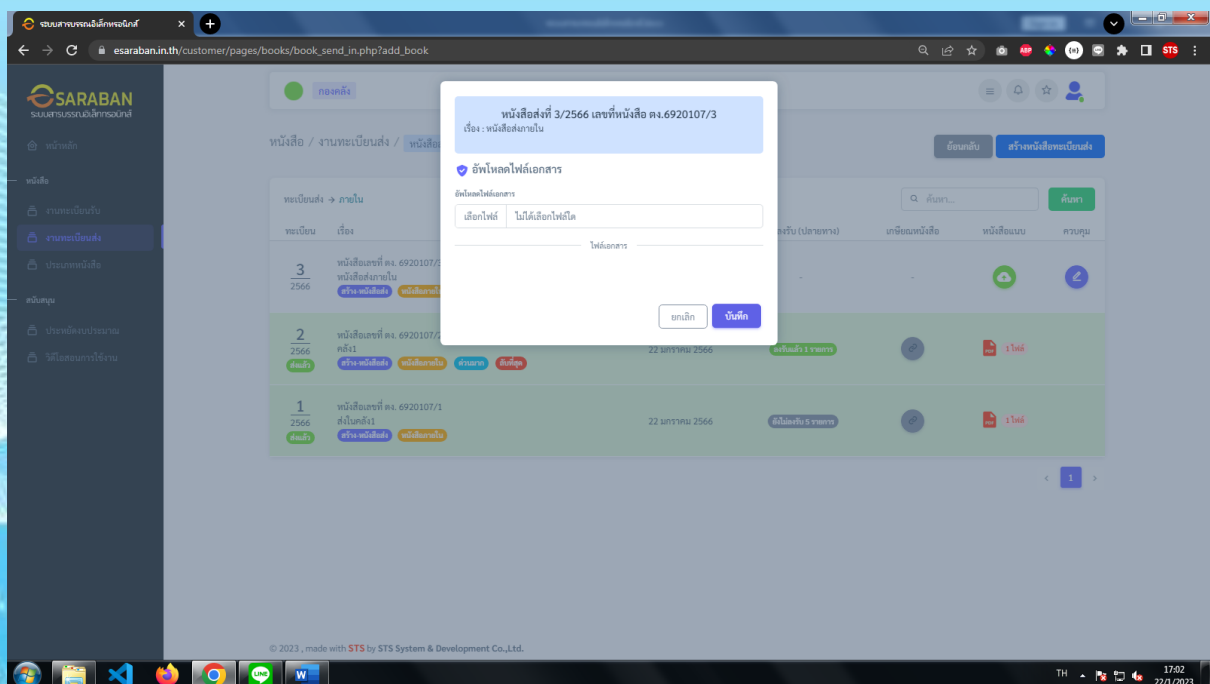 ระบบสารบรรณอิเล็กทรอนิกส์
esaraban.in.th/customer/pages/books/book_send_in.php?add_book
ABP
STS
SARABAN
ระบบสารบรรณอิเล็กทรอนิกส์
กองคลัง
หน้าหลัก
หนังสือ
งานทะเบียนรับ
งานทะเบียนส่ง
ประเภทหนังสือ
สนับสนุน
ประหยัดงบประมาณ
วิดีโอสอนการใช้งาน
หนังสือ / งานทะเบียนส่ง /
ย้อนกลับ
สร้างหนังสือทะเบียนส่ง
หนังสือส่งที่ 3/2566 เลขที่หนังสือ ตง.6920107/3
เรื่อง : หนังสือส่งภายใน
อัพโหลดไฟล์เอกสาร
อัพโหลดไฟล์เอกสาร
เลือกไฟล์ ไม่ได้เลือกไฟล์ใด
ไฟล์เอกสาร
ยกเลิก บันทึก
ทะเบียนส่ง → ภายใน
ค้นหา...
ค้นหา
ทะเบียน เรื่อง (ปลายทาง) เกษียณหนังสือ หนังสือแนบ ควบคุม
3
2566
หนังสือเลขที่ ตง. 6920107/3
หนังสือส่งภายใน
สร้าง-หนังสือส่ง
- -
2
2566
ส่งแล้ว
หนังสือเลขที่ ตง. 6920107/2
คลัง1
สร้าง-หนังสือส่ง หนังสือภายใน ด่วนมาก ลับที่สุด
22 มกราคม 2566
ลงรับแล้ว 1 รายการ
1 ไฟล์
1
2566
ส่งแล้ว
หนังสือเลขที่ ตง. 6920107/1
ส่งในคลัง1
สร้าง-หนังสือส่ง หนังสือภายใน
22 มกราคม 2566
ยังไม่ลงรับ 5 รายการ
1 ไฟล์
‹ 1 ›
© 2023 , made with STS by STS System & Development Co.,Ltd.
LINE
W
TH
17:02
22/1/2023